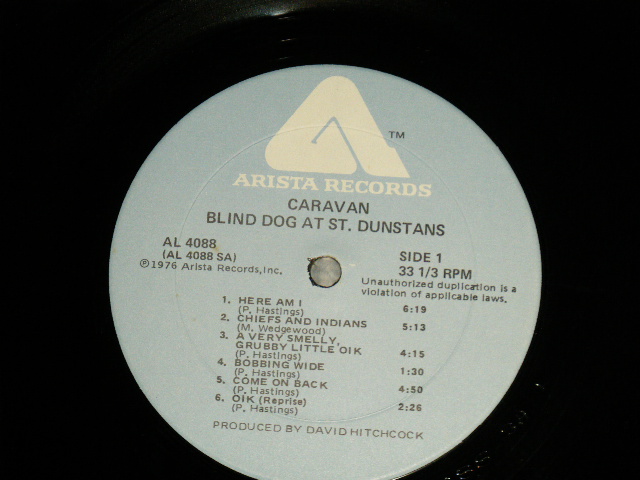 TM
ARISTA RECORDS
CARAVAN
BLIND DOG AT ST. DUNSTANS
AL 4088
(AL 4088 SA)
℗1976 Arista Records,Inc.
SIDE 1
33 1/3 RPM
Unauthorized duplication is a
violation of applicable laws.
1. HERE AM I 6:19
(P. Hastings)
2. CHIEFS AND INDIANS 5:13
(M. Wedgewood)
3. A VERY SMELLY,
GRUBBY LITTLE OIK 4:15
(P. Hastings)
4. BOBBING WIDE 1:30
(P. Hastings)
5. COME ON BACK 4:50
(P. Hastings)
6. OIK (Reprise) 2:26
(P. Hastings)
PRODUCED BY DAVID HITCHCOCK